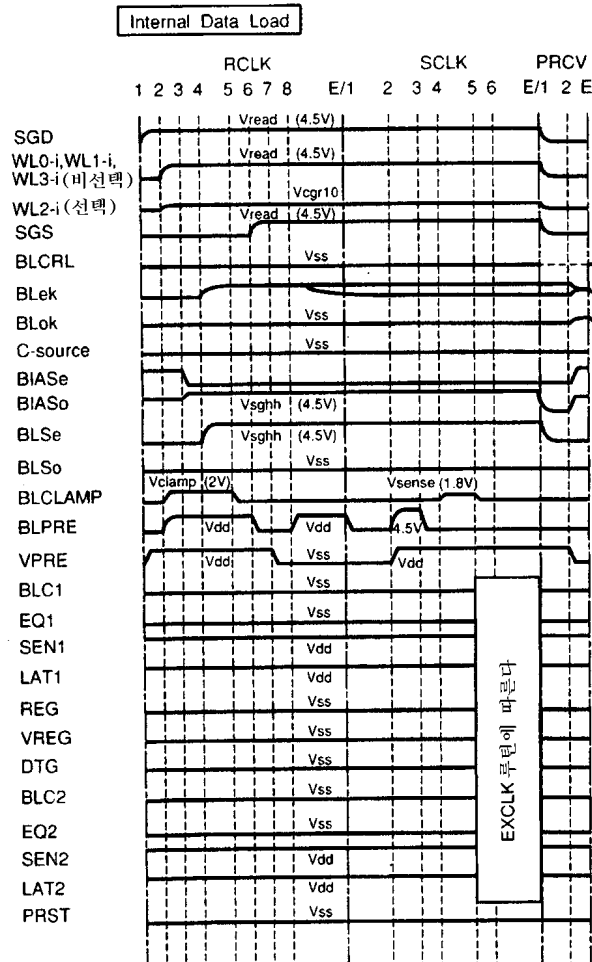 Internal Data Load
RCLK SCLK PRCV
1 2 3 4 5 6 7 8 E/1 2 3 4 5 6 E/1 2 E
SGD Vread (4.5V)
WL0-i,WL1-i,
WL3-i(비선택) Vread (4.5V)
WL2-i(선택) Vcgr10
SGS Vread (4.5V)
BLCRL Vss
BLek
BLok Vss
C-source Vss
BIASe
BIASo Vsghh (4.5V)
BLSe Vsghh (4.5V)
BLSo Vss
BLCLAMP Vclamp (2V) Vsense (1.8V)
BLPRE Vdd Vdd 4.5V
VPRE Vdd Vss Vdd
BLC1 Vss
EQ1 Vss
SEN1 Vdd
LAT1 Vdd
REG Vss
VREG Vss
DTG Vss
BLC2 Vss
EQ2 Vss
SEN2 Vdd
LAT2 Vdd
PRST Vss
EXCLK 루틴에 따른다